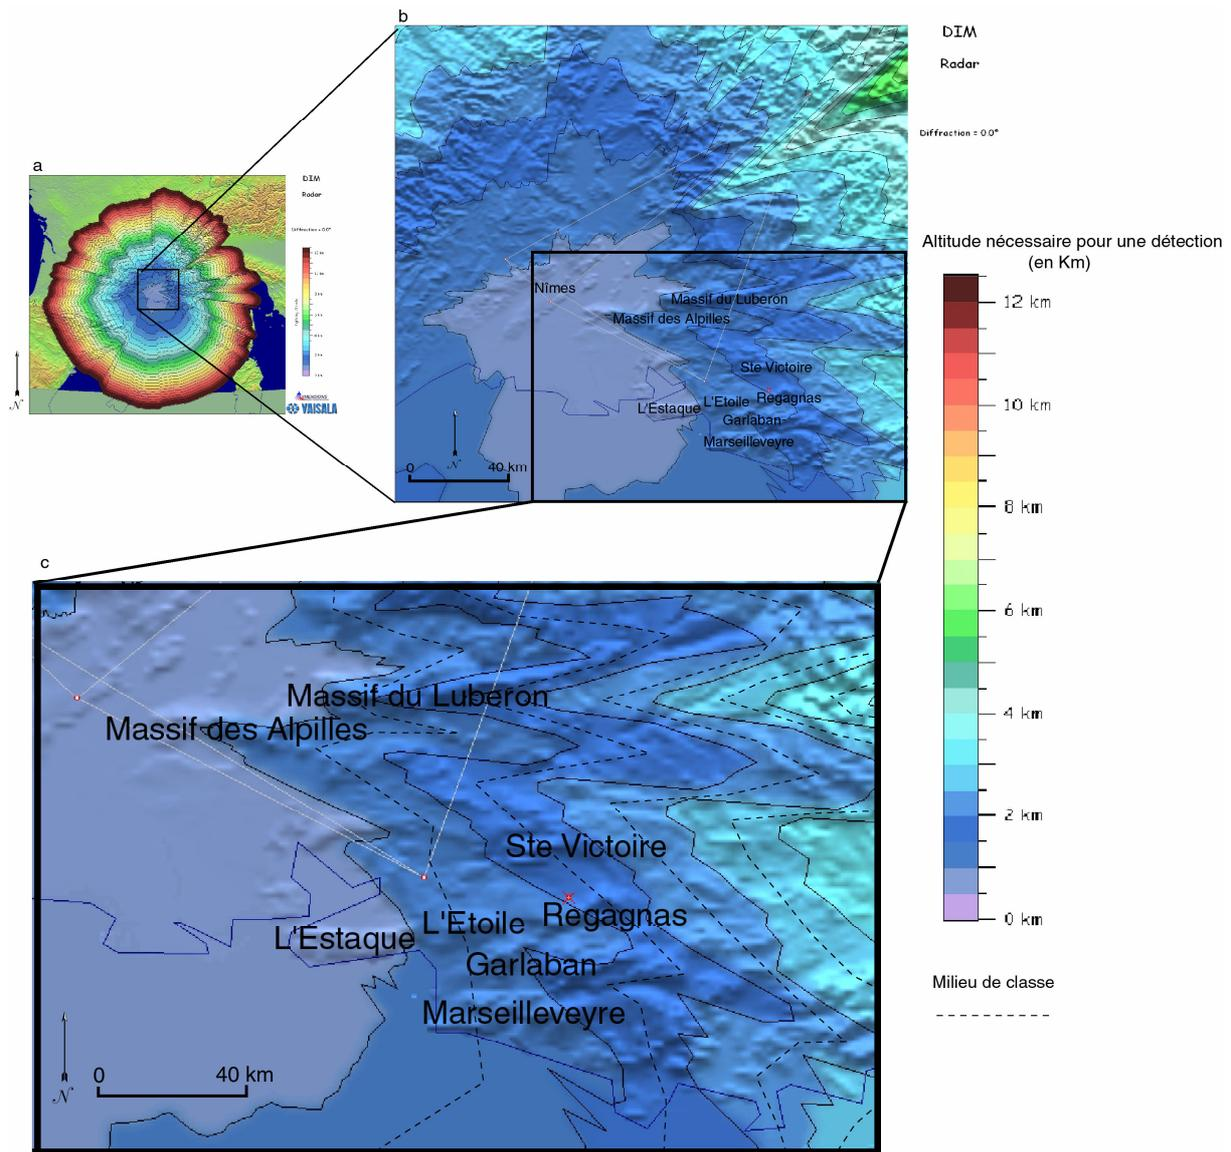 b
DIM
Radar
Diffraction = 0.0°
a
DIM
Radar
Diffraction = 0.0°
VAISALA
N
Nîmes
Massif du Luberon
Massif des Alpilles
Ste Victoire
L'Estaque
L'Etoile
Regagnas
Garlaban
Marseilleveyre
0
N
40 km
Altitude nécessaire pour une détection
(en Km)
12 km
10 km
8 km
6 km
4 km
2 km
0 km
Milieu de classe
c
Massif du Luberon
Massif des Alpilles
Ste Victoire
Regagnas
L'Etoile
L'Estaque
Garlaban
Marseilleveyre
0
40 km
N